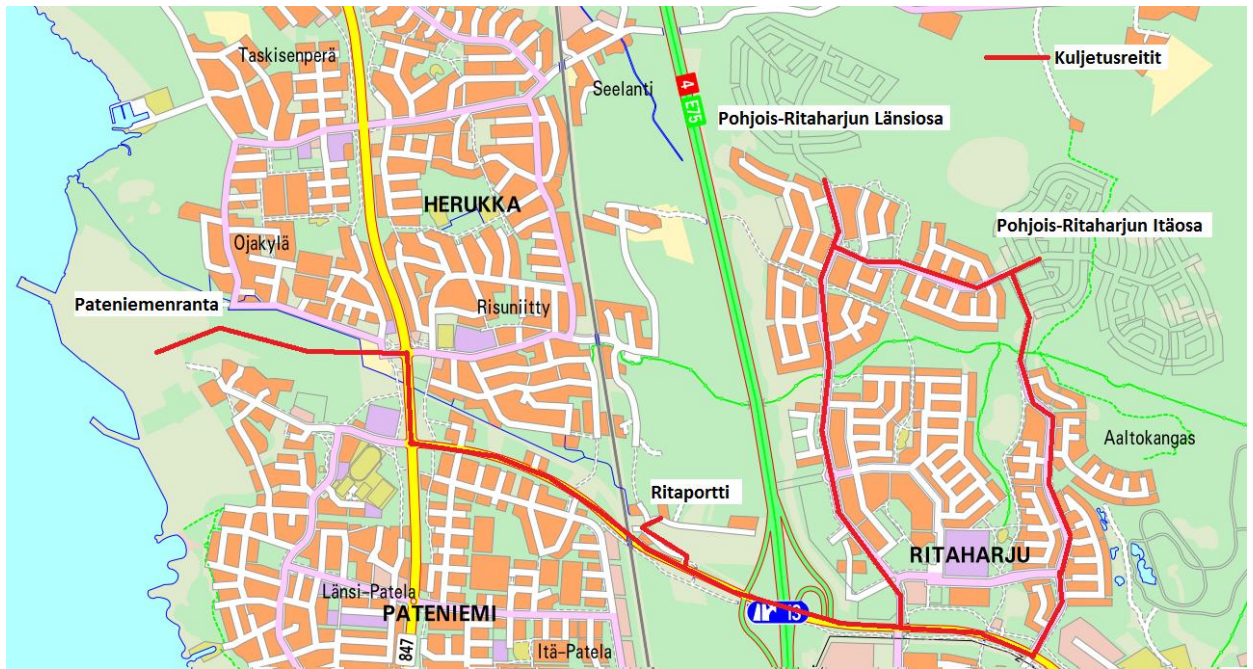 Taskisenperä
Seelanti
4
E75
Kuljetusreitit
Pohjois-Ritaharjun Länsiosa
HERUKKA
Pohjois-Ritaharjun Itäosa
Ojakylä
Pateniemenranta
Risuniitty
Aaltokangas
Ritaportti
RITAHARJU
Länsi-Patela
PATENIEMI
13
847
Itä-Patela